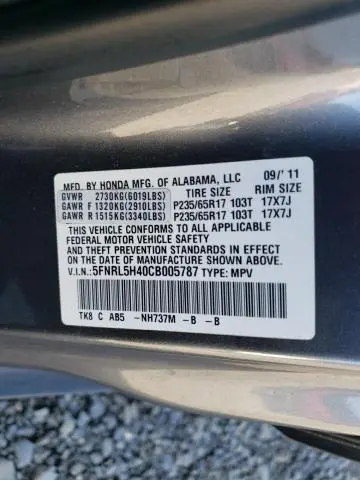 MFD. BY HONDA MFG. OF ALABAMA, LLC 09/'11
TIRE SIZE RIM SIZE
GVWR 2730KG(6019LBS)
GAWR F 1320KG(2910LBS) P235/65R17 103T 17X7J
GAWR R 1515KG(3340LBS) P235/65R17 103T 17X7J
THIS VEHICLE CONFORMS TO ALL APPLICABLE
FEDERAL MOTOR VEHICLE SAFETY AND
THEFT PREVENTION STANDARDS IN EFFECT
ON THE DATE OF MANUFACTURE SHOWN ABOVE.
V.I.N.:5FNRL5H40CB005787 TYPE: MPV
TK8 C AB5 -NH737M -B -B